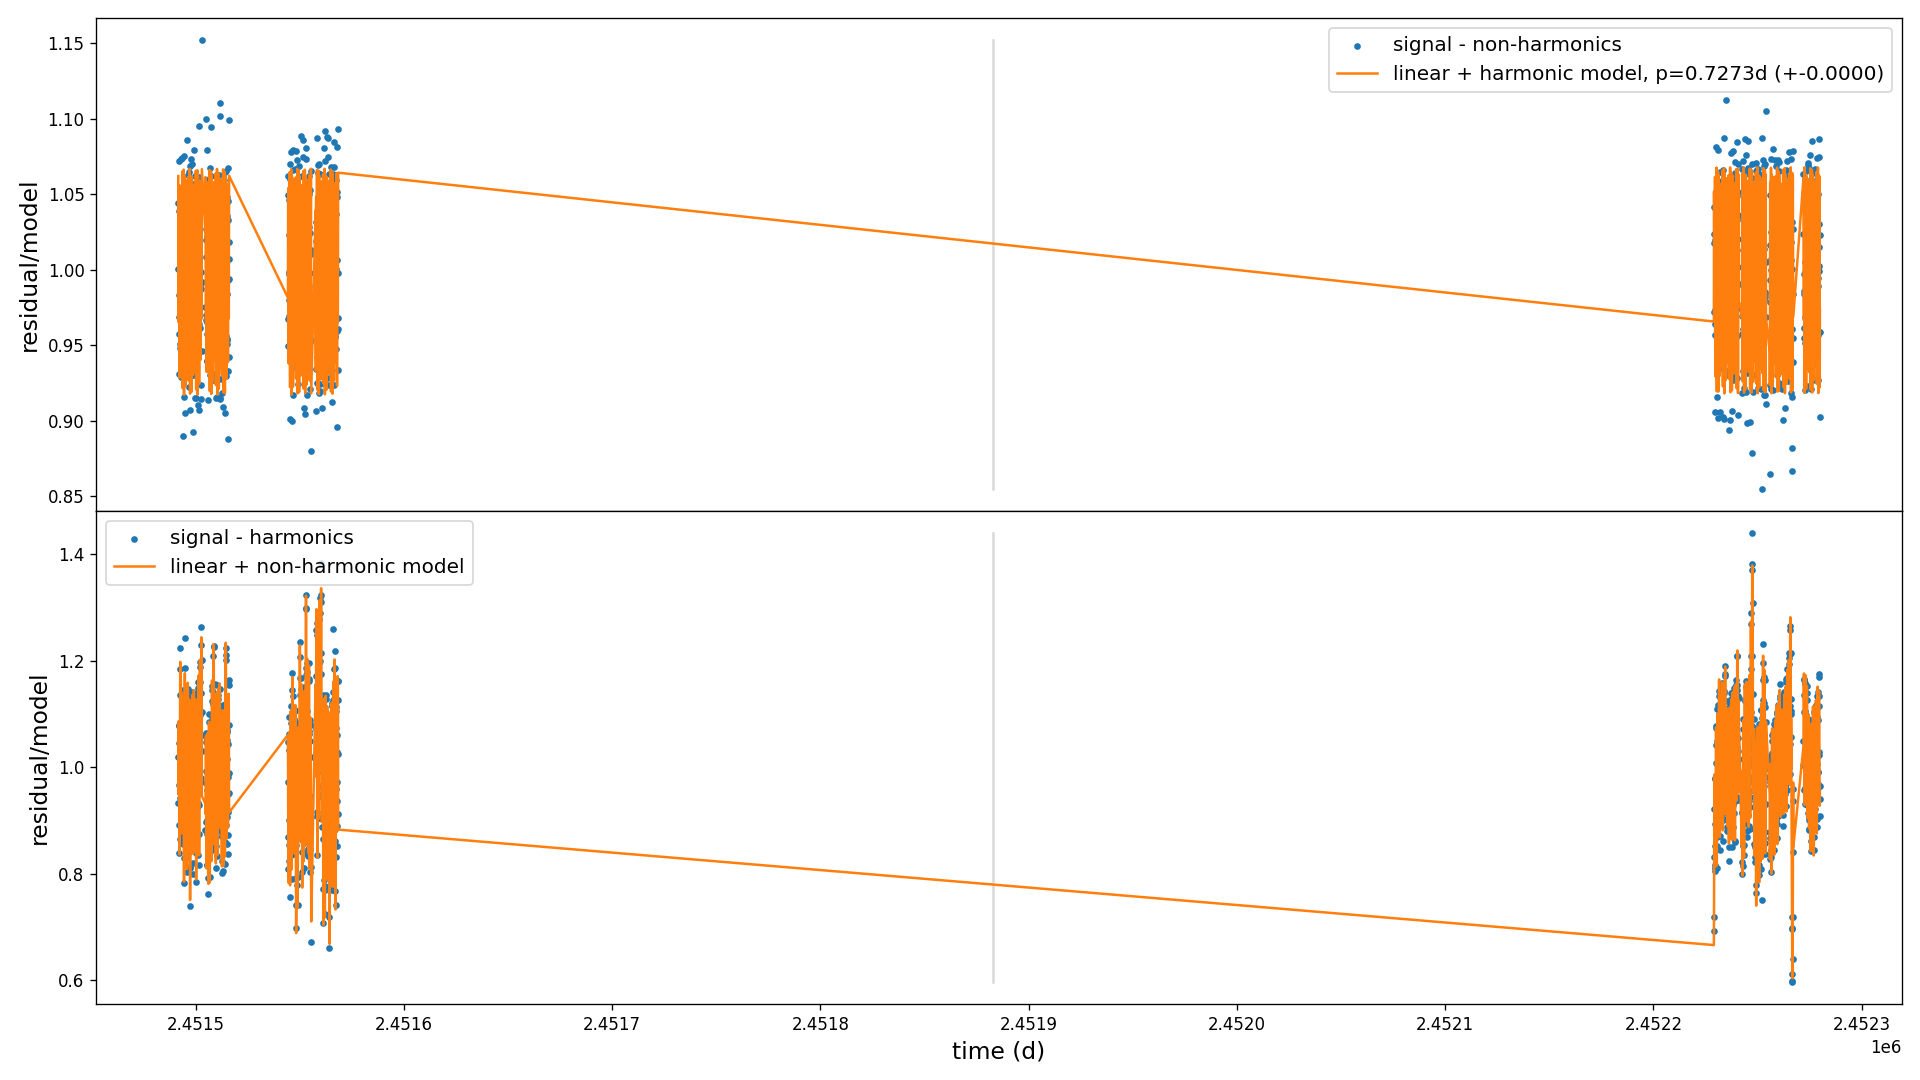 1.15
1.10
1.05
1.00
0.95
0.90
0.85
residual/model
signal - non-harmonics
linear + harmonic model, p=0.7273d (+-0.0000)
1.4
1.2
1.0
0.8
0.6
residual/model
signal - harmonics
linear + non-harmonic model
2.4515 2.4516 2.4517 2.4518 2.4519 2.4520 2.4521 2.4522 2.4523
1e6
time (d)